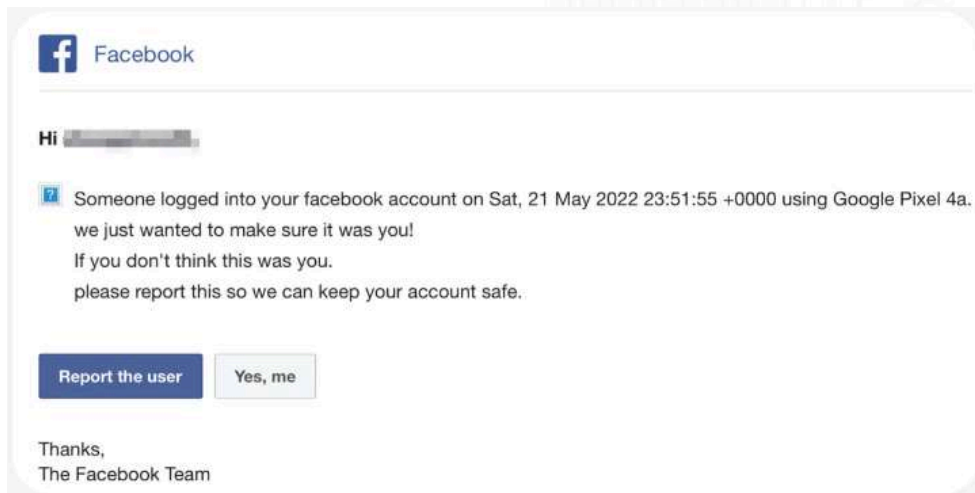 Facebook
Hi
Someone logged into your facebook account on Sat, 21 May 2022 23:51:55 +0000 using Google Pixel 4a.
we just wanted to make sure it was you!
If you don't think this was you.
please report this so we can keep your account safe.
Report the user
Yes, me
Thanks,
The Facebook Team